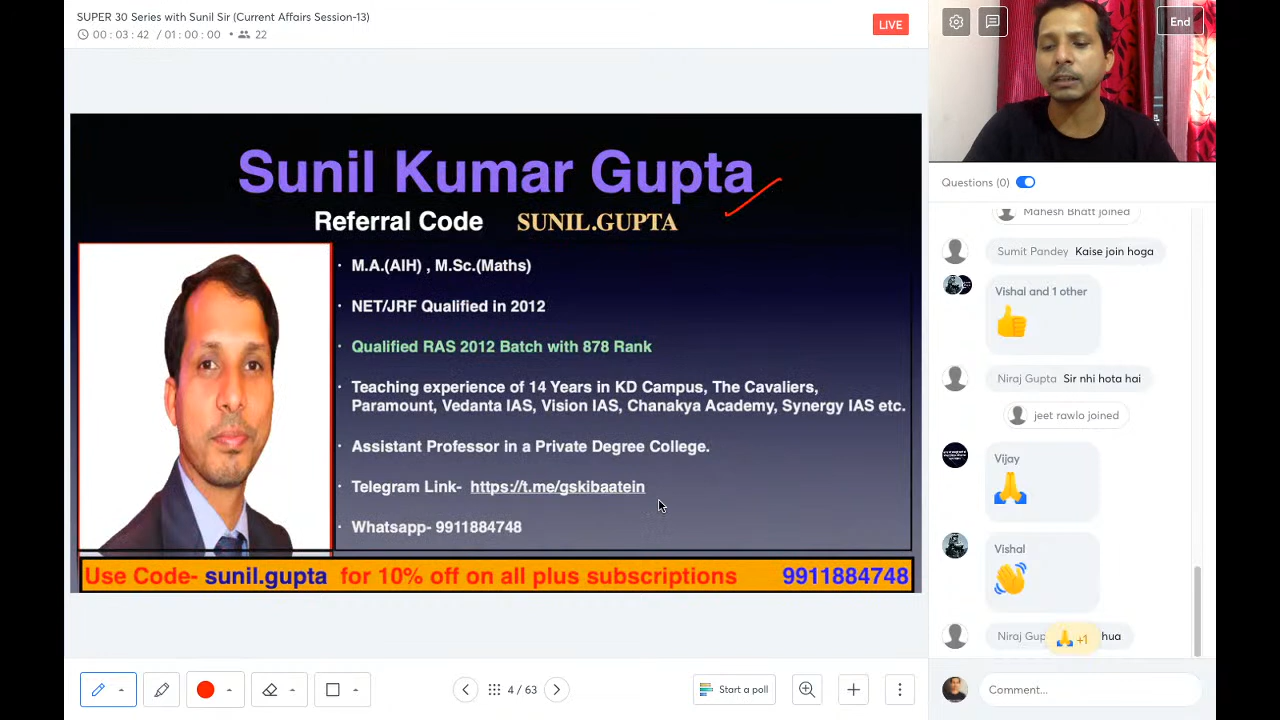 SUPER 30 Series with Sunil Sir (Current Affairs Session-13)
00 : 03 : 42 / 01 : 00 : 00 • 22
LIVE
End
Sunil Kumar Gupta
Referral Code SUNIL.GUPTA
· M.A.(AIH) , M.Sc.(Maths)
· NET/JRF Qualified in 2012
· Qualified RAS 2012 Batch with 878 Rank
· Teaching experience of 14 Years in KD Campus, The Cavaliers,
Paramount, Vedanta IAS, Vision IAS, Chanakya Academy, Synergy IAS etc.
· Assistant Professor in a Private Degree College.
· Telegram Link- https://t.me/gskibaatein
· Whatsapp- 9911884748
Use Code- sunil.gupta for 10% off on all plus subscriptions 9911884748
Questions (0)
Mahesh Bhatt joined
Sumit Pandey Kaise join hoga
Vishal and 1 other
Niraj Gupta Sir nhi hota hai
jeet rawlo joined
Vijay
Vishal
Niraj Gup hua
+1
4 / 63
Start a poll
Comment...